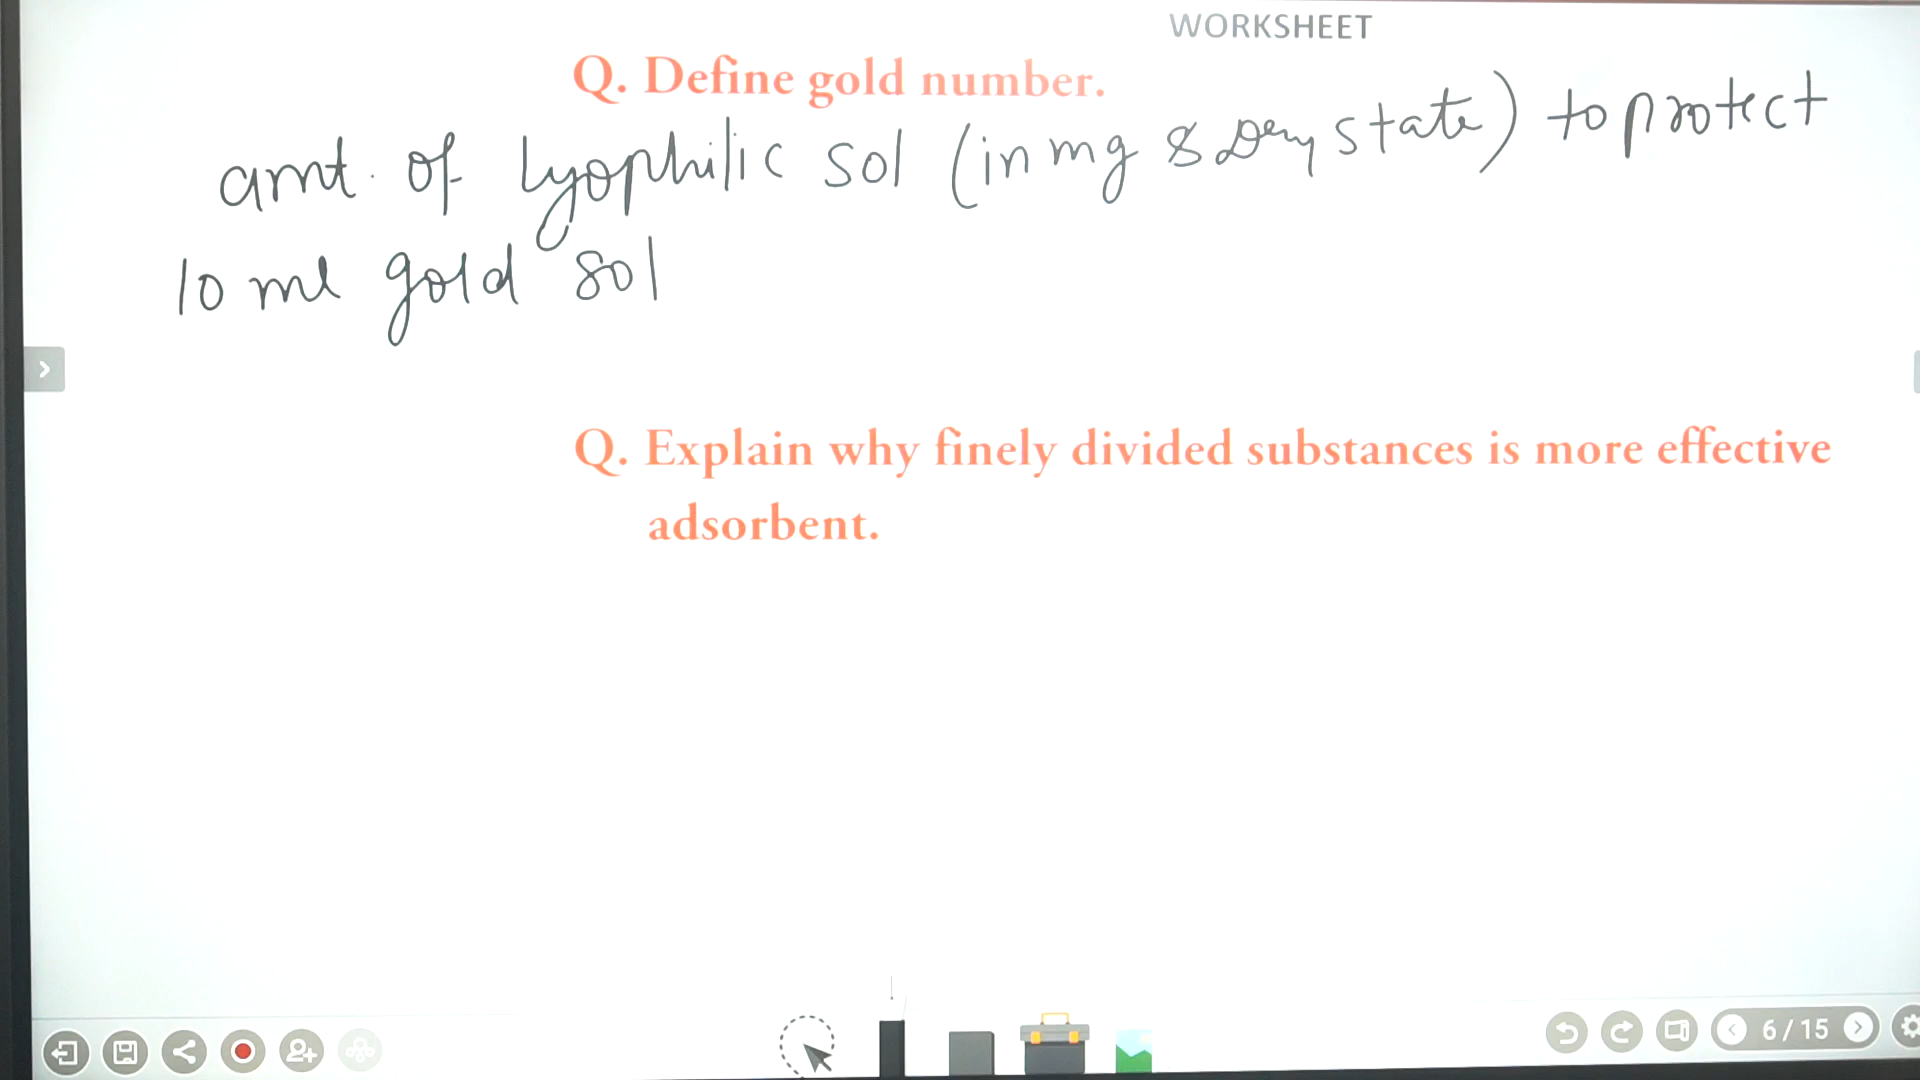 WORKSHEET
Q. Define gold number.
amt. of Lyophilic sol (in mg & Dry state) to protect
10 ml gold sol
Q. Explain why finely divided substances is more effective
adsorbent.
6 / 15